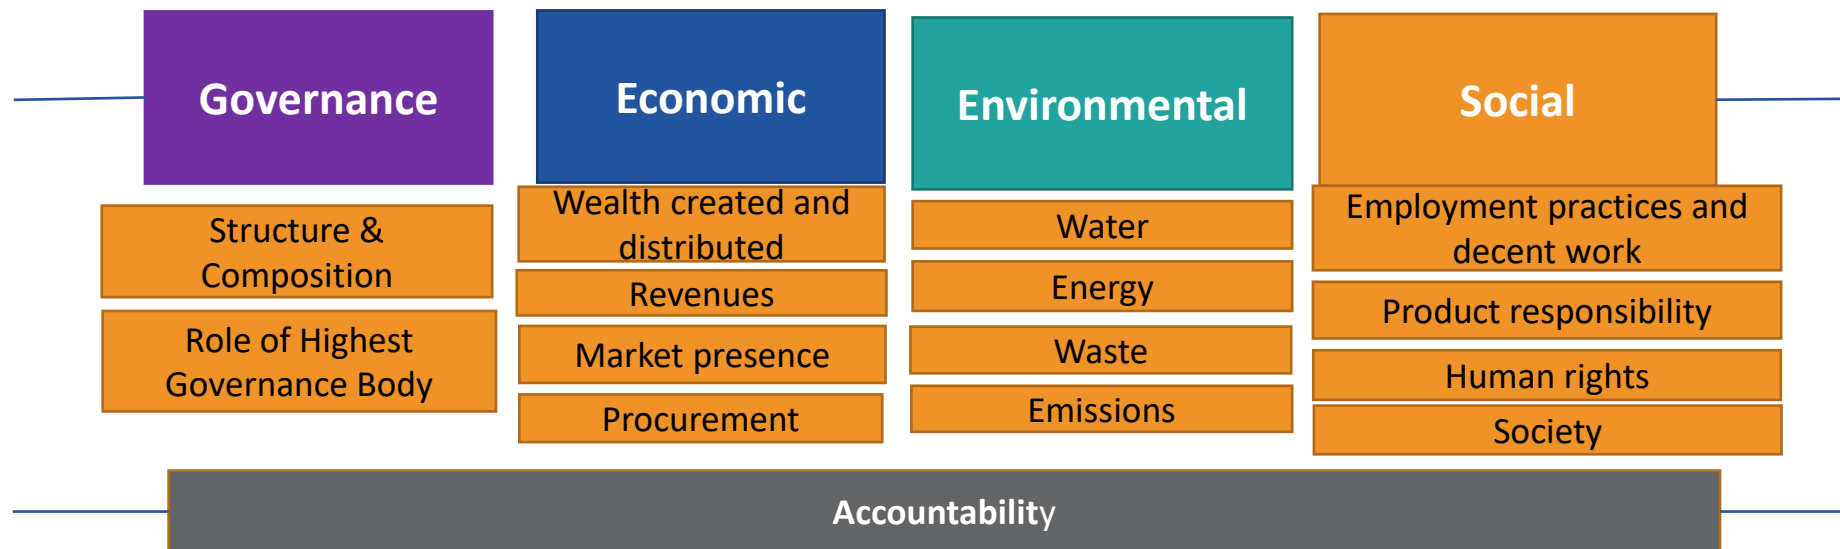 Governance
Structure &
Composition
Role of Highest
Governance Body
Economic
Wealth created and
distributed
Revenues
Market presence
Procurement
Environmental
Water
Energy
Waste
Emissions
Social
Employment practices and
decent work
Product responsibility
Human rights
Society
Accountability